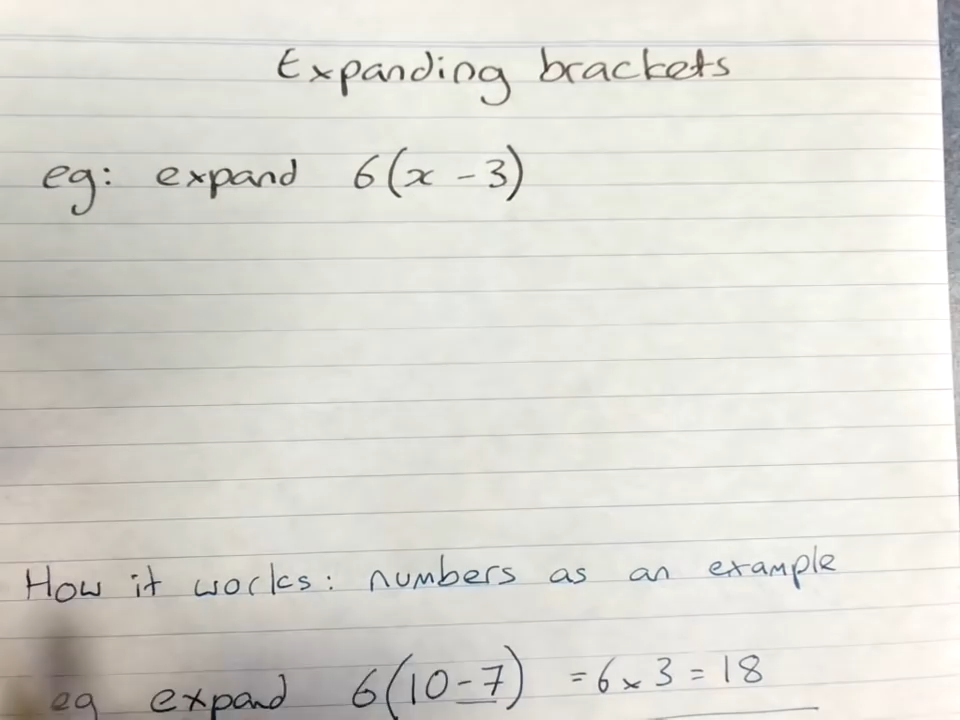 Expanding brackets
eg: expand 6(x - 3)
How it works: numbers as an example
eg expand 6(10-7) = 6 x 3 = 18